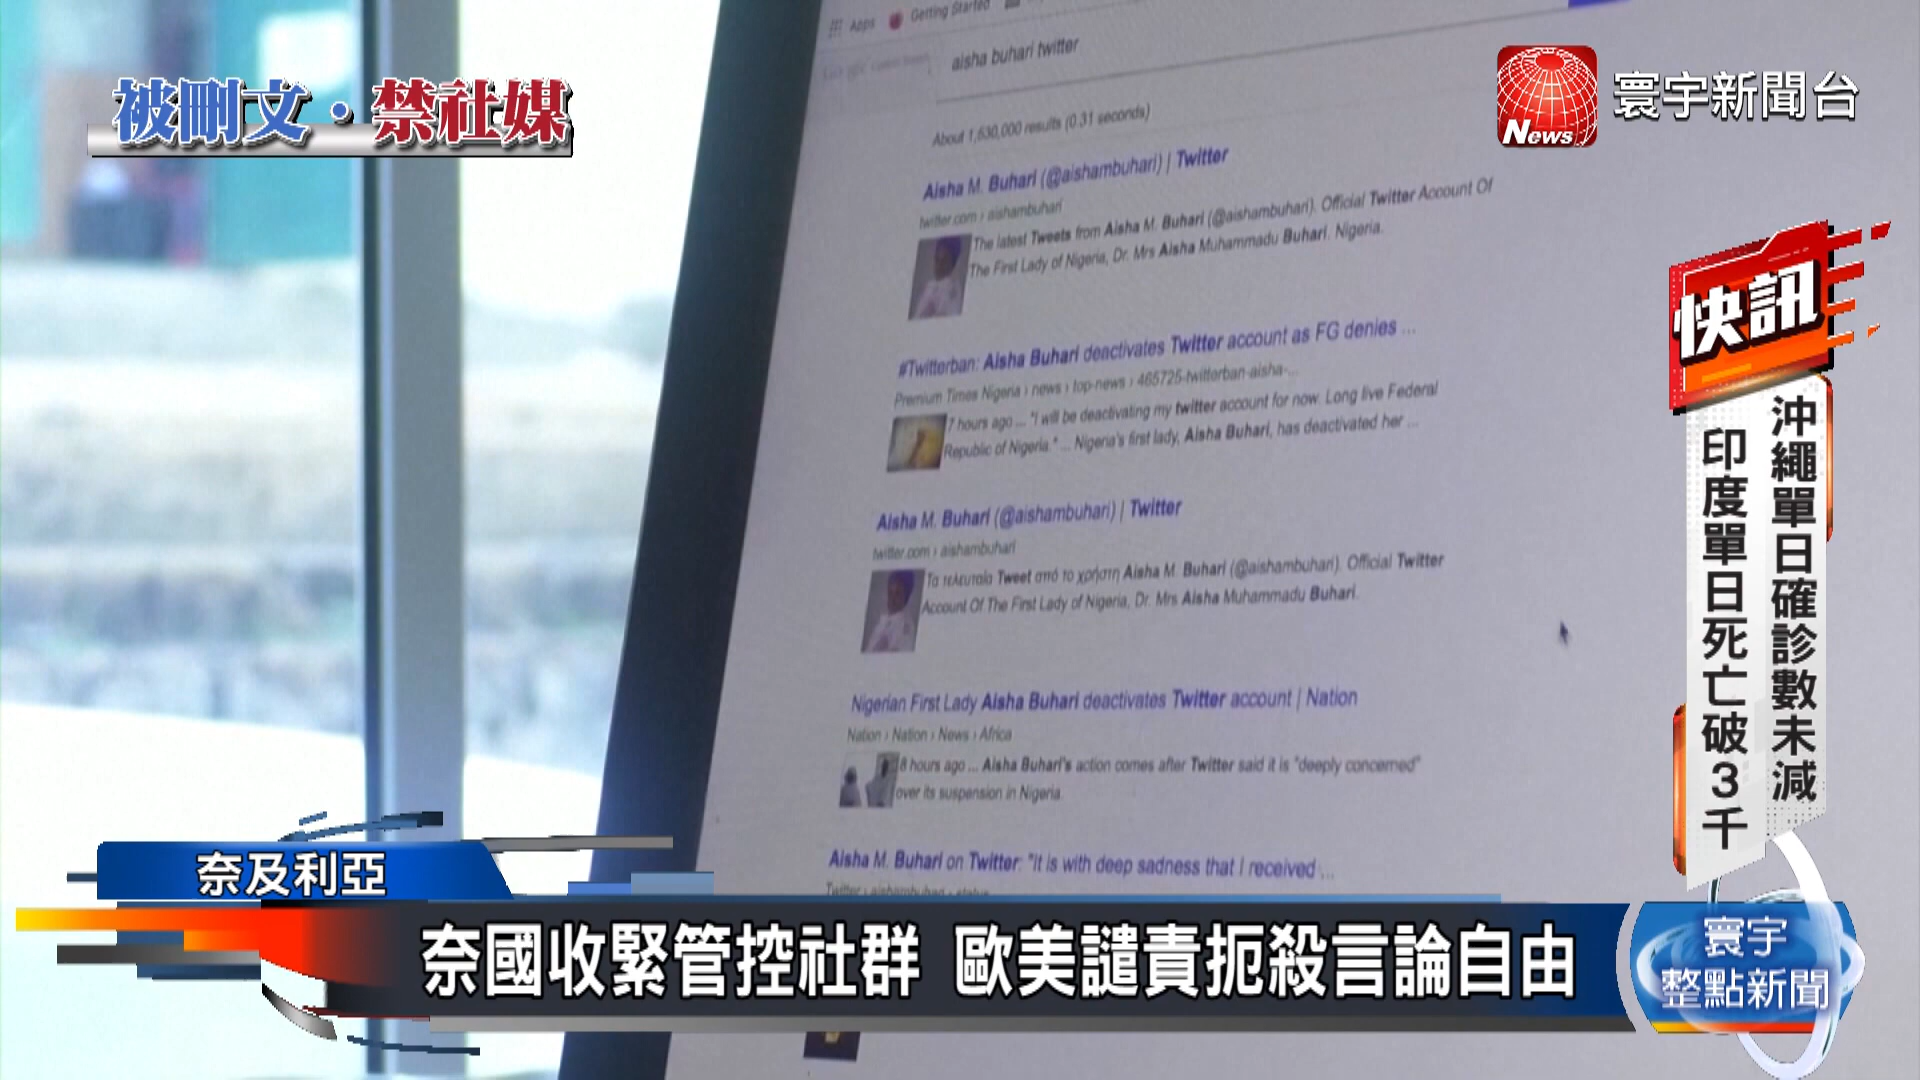 被刪文・禁社媒
News
寰宇新聞台
Apps
Getting Started
aisha buhari twitter
About 1,630,000 results (0.31 seconds)
Aisha M. Buhari (@aishambuhari) | Twitter
twitter.com › aishambuhari
The latest Tweets from Aisha M. Buhari (@aishambuhari). Official Twitter Account Of
The First Lady of Nigeria, Dr. Mrs Aisha Muhammadu Buhari. Nigeria.
#Twitterban: Aisha Buhari deactivates Twitter account as FG denies ...
Premium Times Nigeria › news › top-news › 465725-twitterban-aisha-...
7 hours ago ... "I will be deactivating my twitter account for now. Long live Federal
Republic of Nigeria." ... Nigeria's first lady, Aisha Buhari, has deactivated her ...
Aisha M. Buhari (@aishambuhari) | Twitter
twitter.com › aishambuhari
Τα τελευταία Tweet από το χρήστη Aisha M. Buhari (@aishambuhari). Official Twitter
Account Of The First Lady of Nigeria, Dr. Mrs Aisha Muhammadu Buhari.
Nigerian First Lady Aisha Buhari deactivates Twitter account | Nation
Nation › Nation › News › Africa
8 hours ago ... Aisha Buhari's action comes after Twitter said it is "deeply concerned"
over its suspension in Nigeria.
Aisha M. Buhari on Twitter: "It is with deep sadness that I received ...
Twitter › aishambuhari › status
快訊
沖繩單日確診數未減
印度單日死亡破3千
奈及利亞
奈國收緊管控社群 歐美譴責扼殺言論自由
寰宇
整點新聞